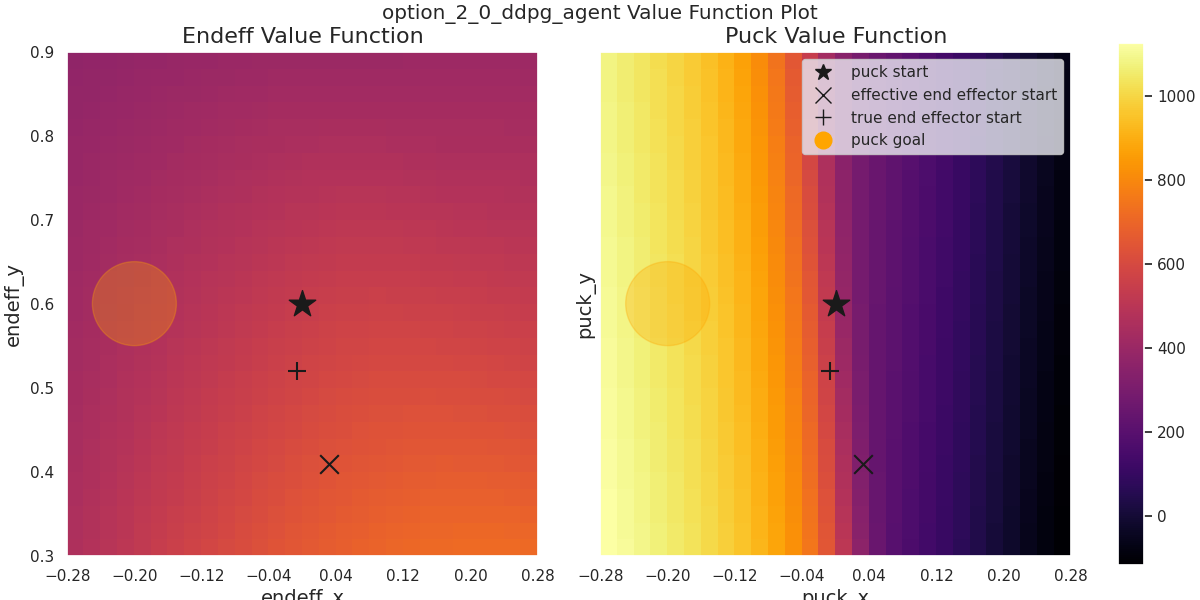 option_2_0_ddpg_agent Value Function Plot
Endeff Value Function
Puck Value Function
0.9
0.8
0.7
0.6
0.5
0.4
0.3
endeff_y
−0.28 −0.20 −0.12 −0.04 0.04 0.12 0.20 0.28
endeff_x
puck_y
puck start
effective end effector start
true end effector start
puck goal
−0.28 −0.20 −0.12 −0.04 0.04 0.12 0.20 0.28
puck_x
1000
800
600
400
200
0